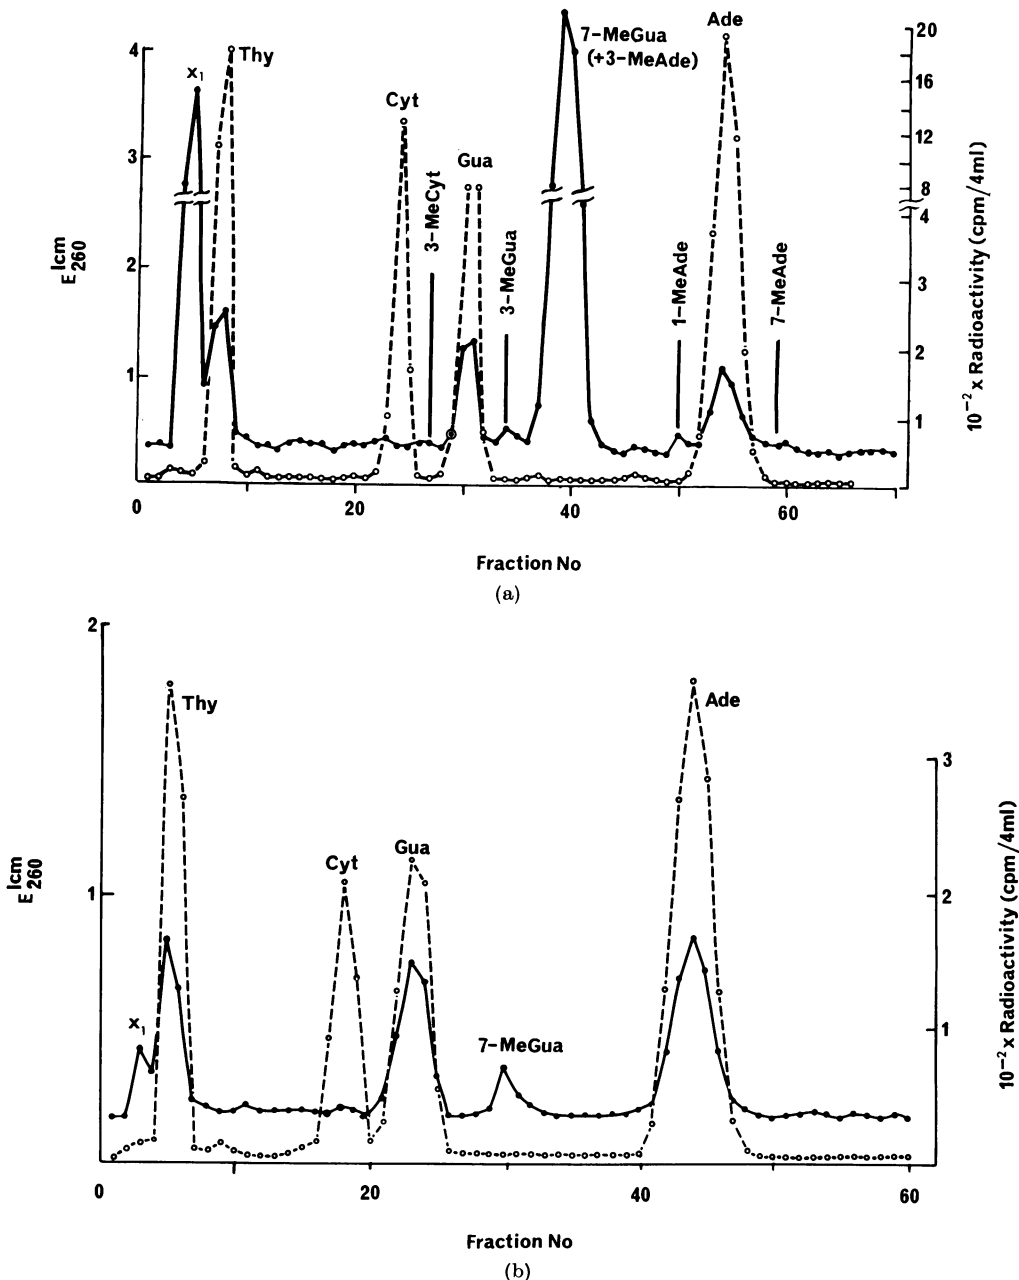 4
3
2
1
E 1cm 260
X1
Thy
Cyt
3-MeCyt
Gua
3-MeGua
7-MeGua
(+3-MeAde)
1-MeAde
Ade
7-MeAde
20
16
12
8
4
3
2
1
10⁻² x Radioactivity (cpm/4ml)
0 20 40 60
Fraction No
(a)
2
1
E 1cm 260
X1
Thy
Cyt
Gua
7-MeGua
Ade
3
2
1
10⁻² x Radioactivity (cpm/4ml)
0 20 40 60
Fraction No
(b)